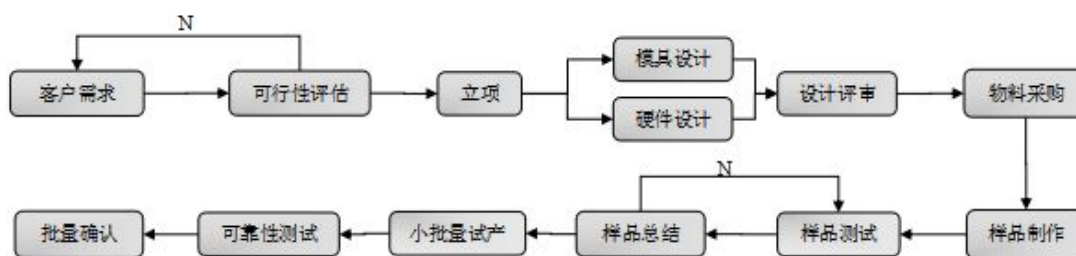 N
客户需求
可行性评估
立项
模具设计
硬件设计
设计评审
物料采购
N
批量确认
可靠性测试
小批量试产
样品总结
样品测试
样品制作